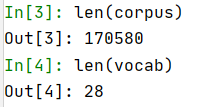 In[3]: len(corpus)
Out[3]: 170580
In[4]: len(vocab)
Out[4]: 28